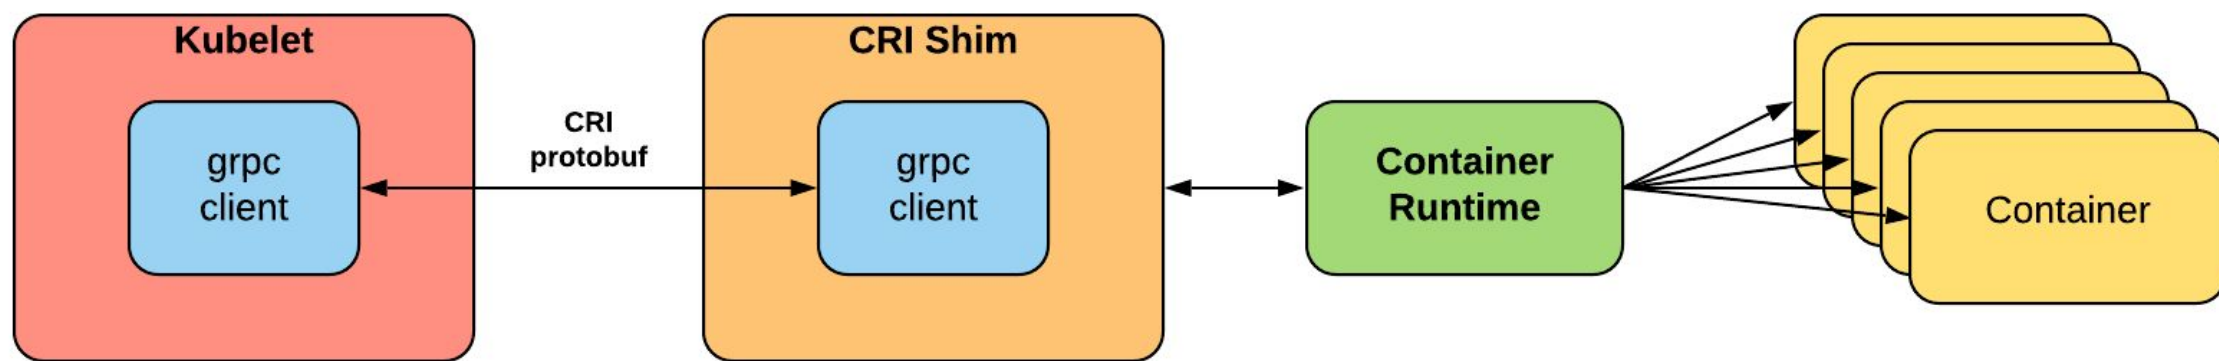 Kubelet
grpc
client
CRI
protobuf
CRI Shim
grpc
client
Container
Runtime
Container